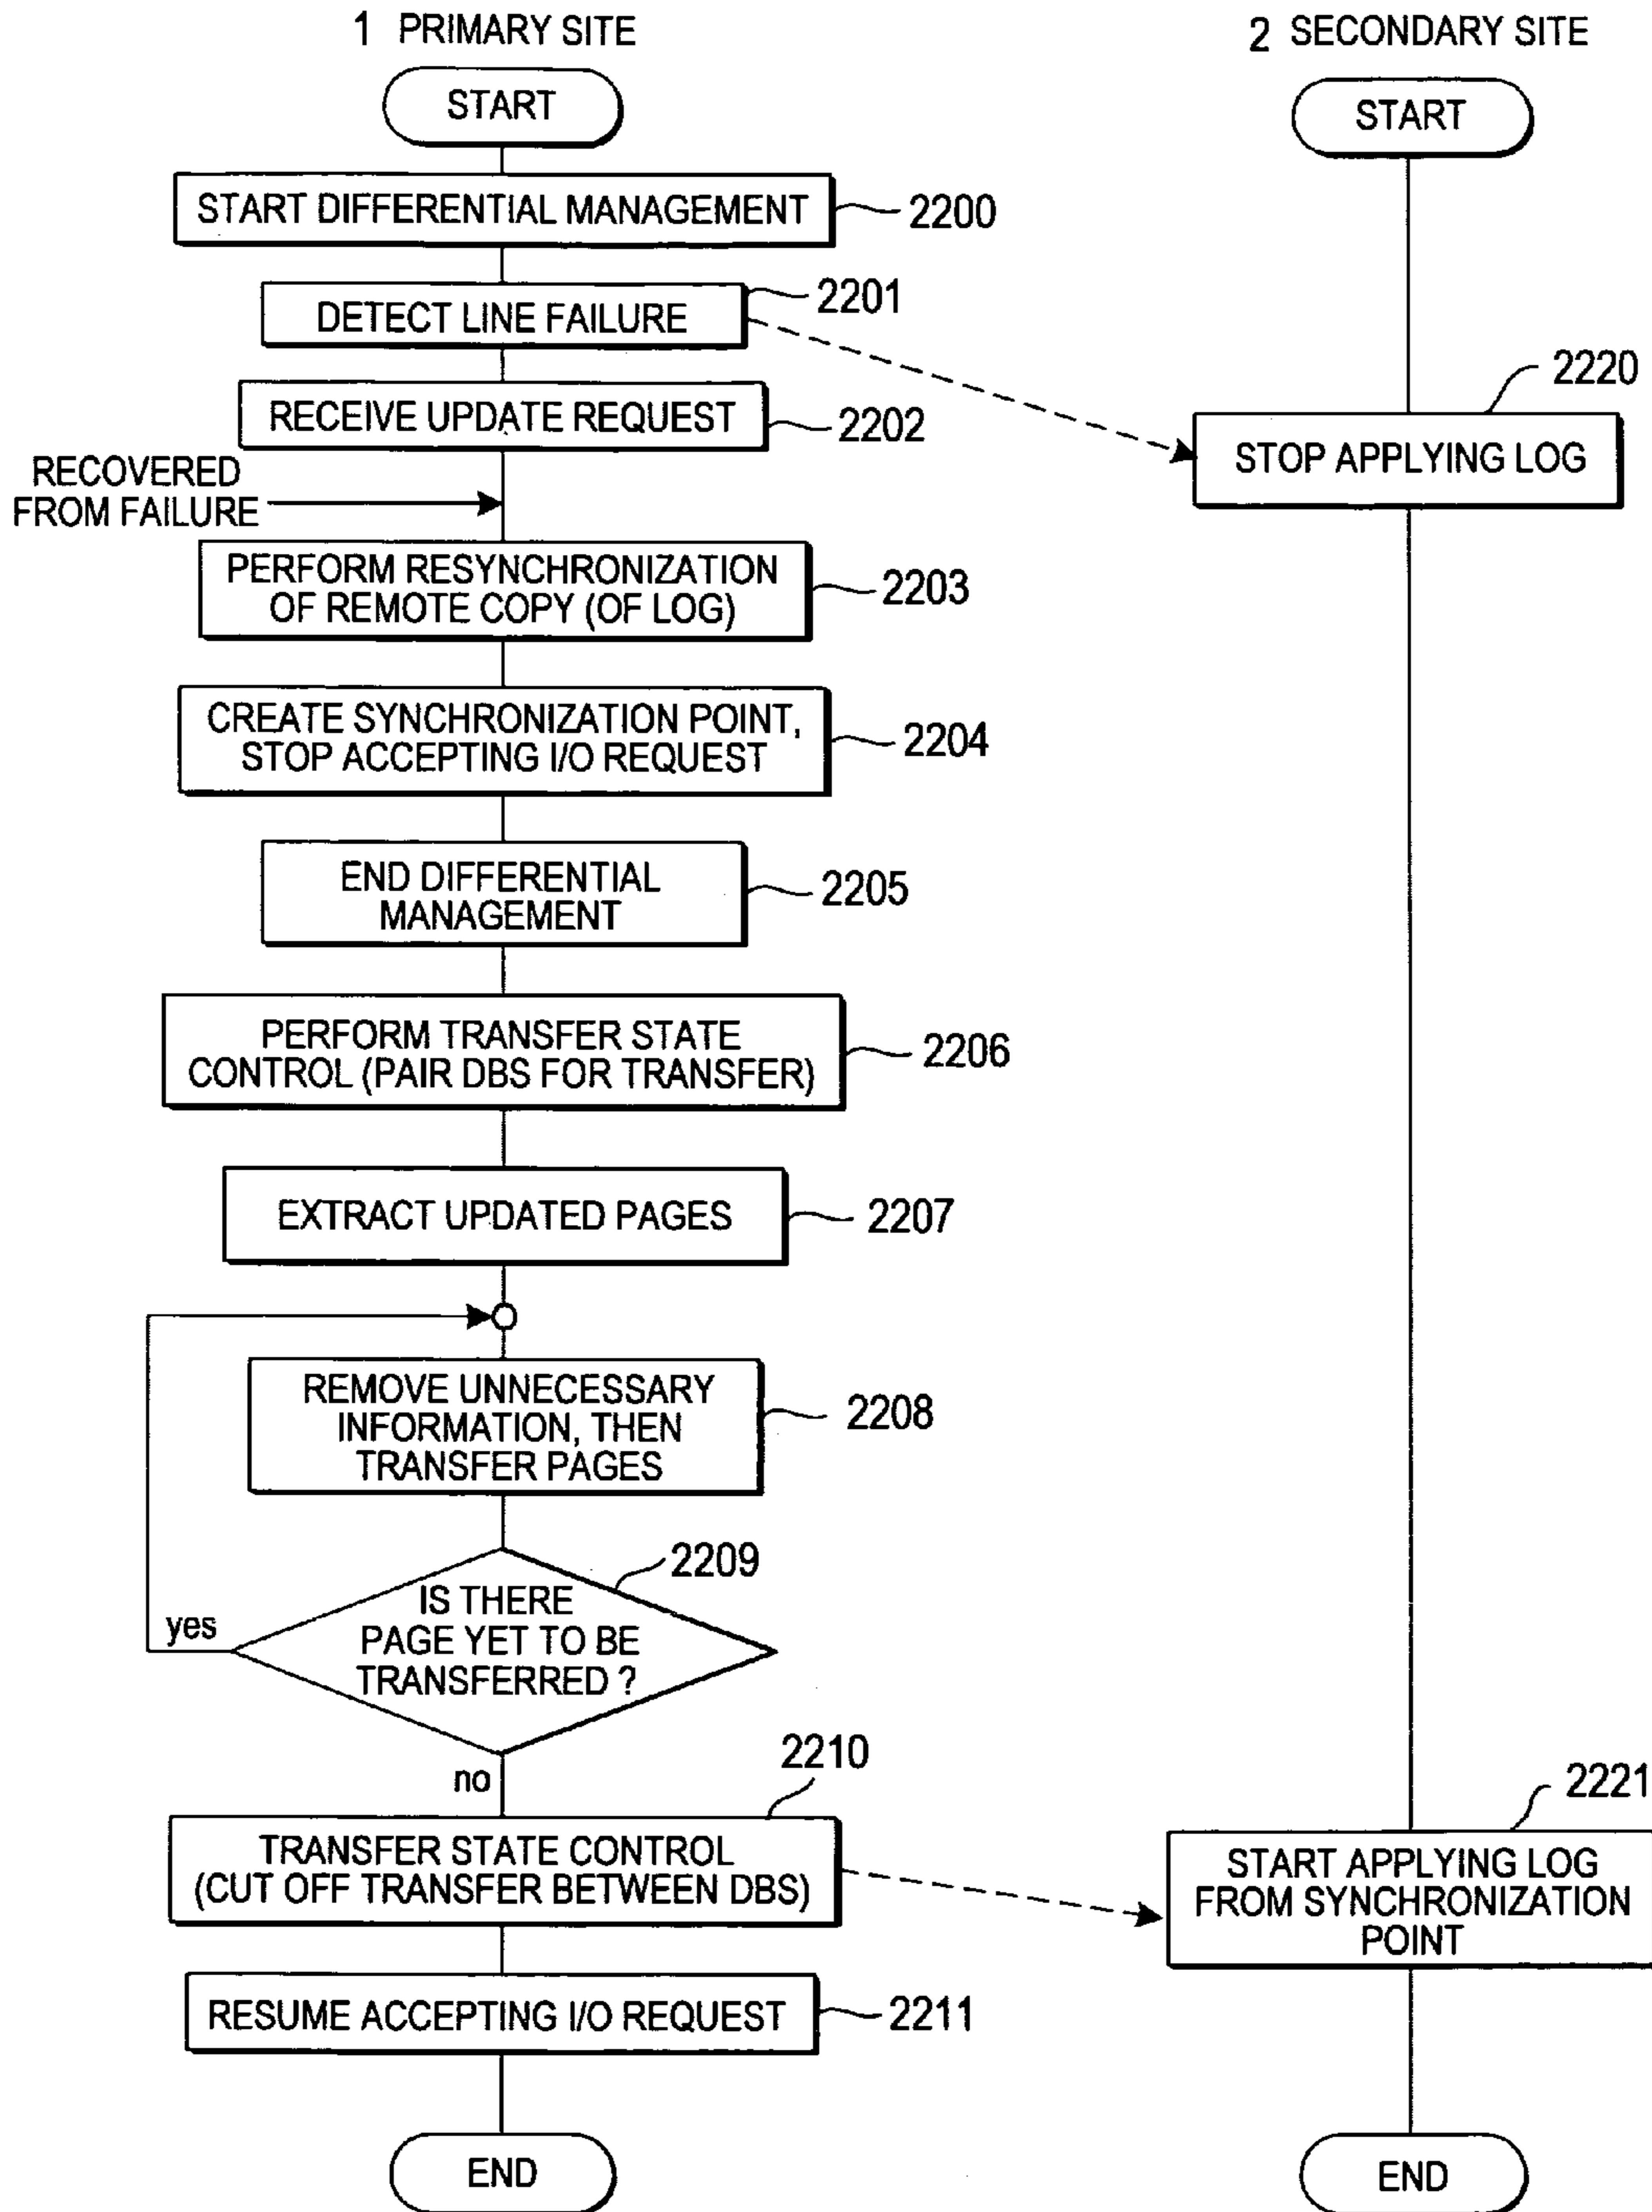 1 PRIMARY SITE
2 SECONDARY SITE
START
START
START DIFFERENTIAL MANAGEMENT
2200
DETECT LINE FAILURE
2201
RECEIVE UPDATE REQUEST
2202
2220
STOP APPLYING LOG
RECOVERED
FROM FAILURE
PERFORM RESYNCHRONIZATION
OF REMOTE COPY (OF LOG)
2203
CREATE SYNCHRONIZATION POINT,
STOP ACCEPTING I/O REQUEST
2204
END DIFFERENTIAL
MANAGEMENT
2205
PERFORM TRANSFER STATE
CONTROL (PAIR DBS FOR TRANSFER)
2206
EXTRACT UPDATED PAGES
2207
REMOVE UNNECESSARY
INFORMATION, THEN
TRANSFER PAGES
2208
2209
IS THERE
PAGE YET TO BE
TRANSFERRED ?
yes
no
2210
TRANSFER STATE CONTROL
(CUT OFF TRANSFER BETWEEN DBS)
2221
START APPLYING LOG
FROM SYNCHRONIZATION
POINT
RESUME ACCEPTING I/O REQUEST
2211
END
END